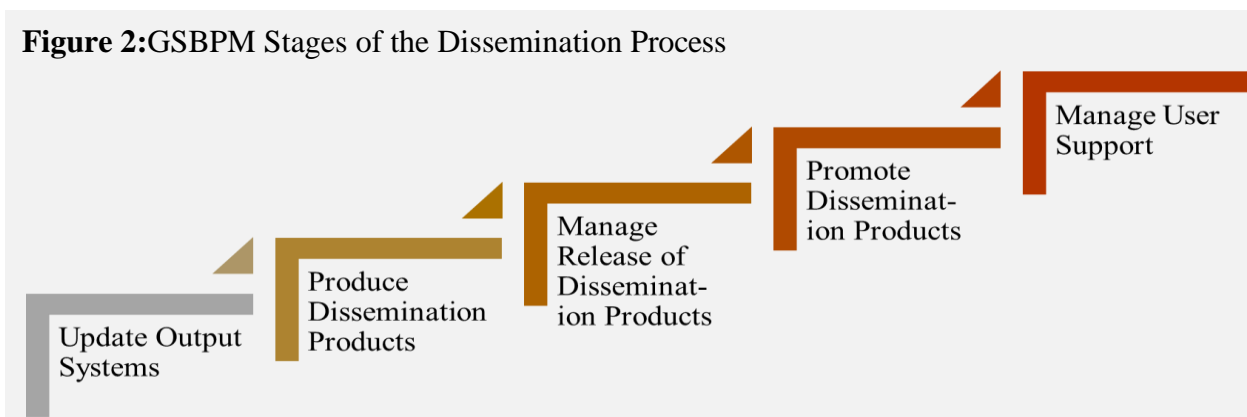 Figure 2:GSBPM Stages of the Dissemination Process
Update Output
Systems
Produce
Dissemination
Products
Manage
Release of
Disseminat-
ion Products
Promote
Disseminat-
ion Products
Manage User
Support